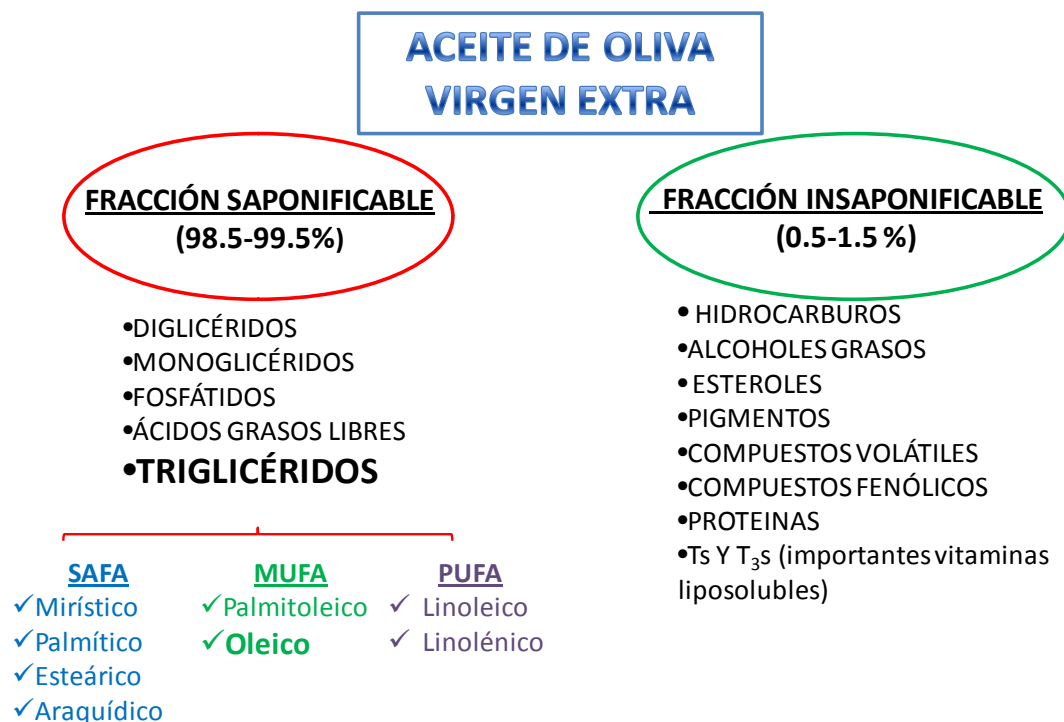 ACEITE DE OLIVA
VIRGEN EXTRA
FRACCIÓN SAPONIFICABLE
(98.5-99.5%)
•DIGLICÉRIDOS
•MONOGLICÉRIDOS
•FOSFÁTIDOS
•ÁCIDOS GRASOS LIBRES
•TRIGLICÉRIDOS
SAFA
✓Mirístico
✓Palmítico
✓Esteárico
✓Araquídico
MUFA
✓Palmitoleico
✓Oleico
PUFA
✓ Linoleico
✓ Linolénico
FRACCIÓN INSAPONIFICABLE
(0.5-1.5 %)
• HIDROCARBUROS
•ALCOHOLES GRASOS
• ESTEROLES
•PIGMENTOS
•COMPUESTOS VOLÁTILES
•COMPUESTOS FENÓLICOS
•PROTEINAS
•Ts Y T₃s (importantes vitaminas
liposolubles)